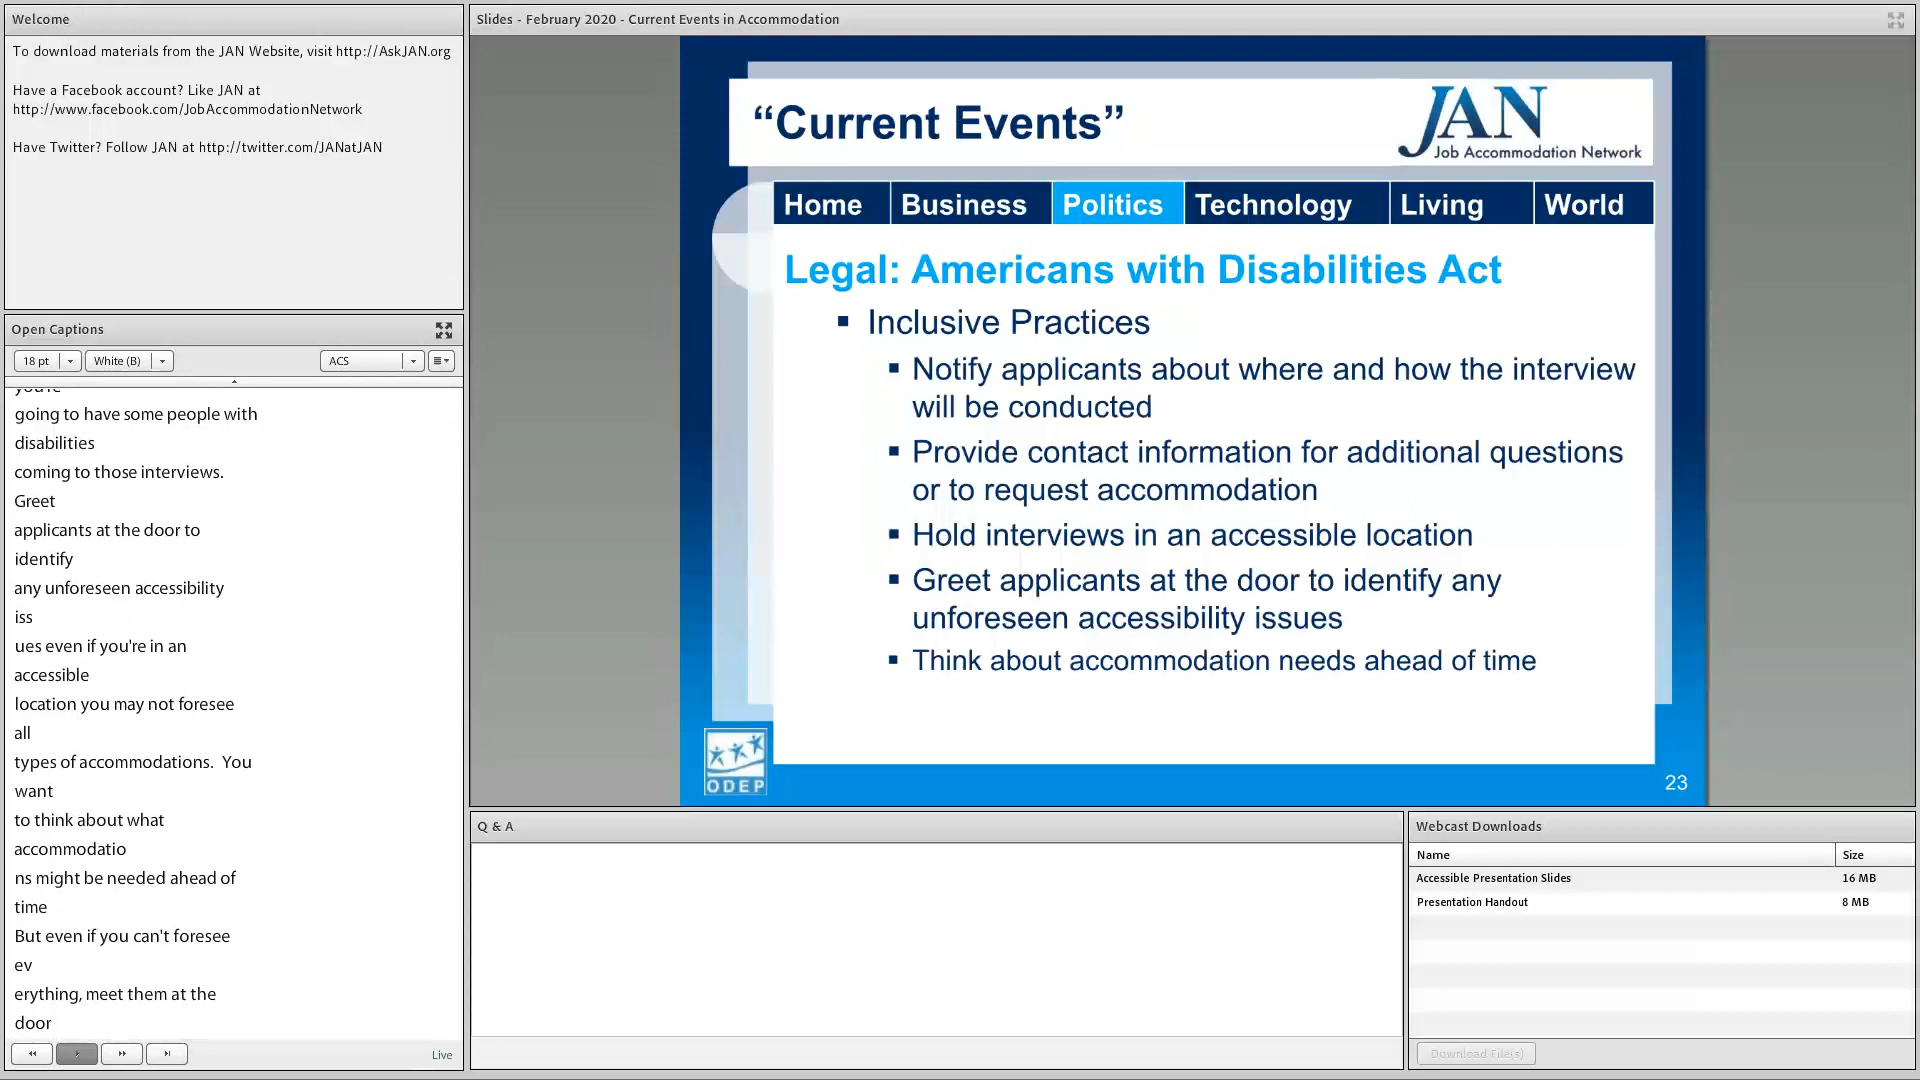 Welcome
To download materials from the JAN Website, visit http://AskJAN.org
Have a Facebook account? Like JAN at
http://www.facebook.com/JobAccommodationNetwork
Have Twitter? Follow JAN at http://twitter.com/JANatJAN
Open Captions
18 pt
White (B)
ACS
you're
going to have some people with
disabilities
coming to those interviews.
Greet
applicants at the door to
identify
any unforeseen accessibility
iss
ues even if you're in an
accessible
location you may not foresee
all
types of accommodations.  You
want
to think about what
accommodatio
ns might be needed ahead of
time
But even if you can't foresee
ev
erything, meet them at the
door
Live
Slides - February 2020 - Current Events in Accommodation
“Current Events”
JAN
Job Accommodation Network
Home Business Politics Technology Living World
Legal: Americans with Disabilities Act
▪ Inclusive Practices
▪ Notify applicants about where and how the interview
will be conducted
▪ Provide contact information for additional questions
or to request accommodation
▪ Hold interviews in an accessible location
▪ Greet applicants at the door to identify any
unforeseen accessibility issues
▪ Think about accommodation needs ahead of time
ODEP
23
Q & A
Webcast Downloads
Name Size
Accessible Presentation Slides 16 MB
Presentation Handout 8 MB
Download File(s)